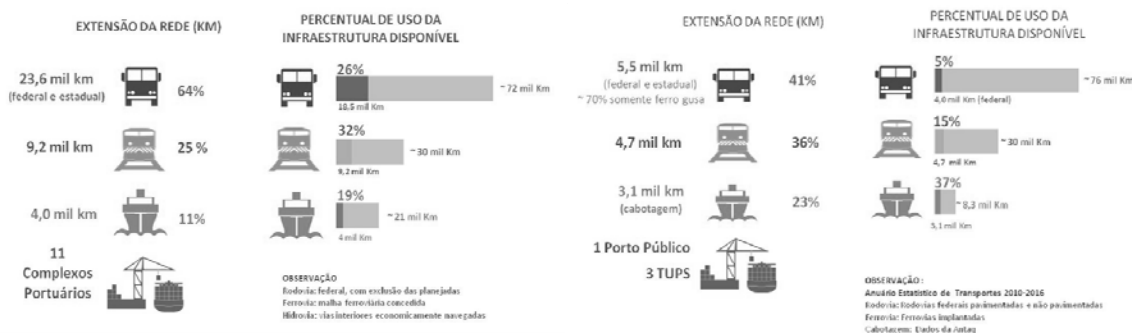 EXTENSÃO DA REDE (KM)
23,6 mil km
(federal e estadual)
64%
9,2 mil km
25 %
4,0 mil km
11%
11
Complexos
Portuários
PERCENTUAL DE USO DA
INFRAESTRUTURA DISPONÍVEL
26%
~ 72 mil Km
18,5 mil Km
32%
~ 30 mil Km
9,2 mil Km
19%
~ 21 mil Km
4 mil Km
OBSERVAÇÃO
Rodovia: federal, com exclusão das planejadas
Ferrovia: malha ferroviária concedida
Hidrovia: vias interiores economicamente navegadas
EXTENSÃO DA REDE (KM)
5,5 mil km
(federal e estadual)
~ 70% somente ferro gusa
41%
4,7 mil km
36%
3,1 mil km
(cabotagem)
23%
1 Porto Público
3 TUPS
PERCENTUAL DE USO DA
INFRAESTRUTURA DISPONÍVEL
5%
~ 76 mil Km
4,0 mil Km (federal)
15%
~ 30 mil Km
4,7 mil Km
37%
~ 8,3 mil Km
3,1 mil Km
OBSERVAÇÃO :
Anuário Estatístico de Transportes 2010-2016
Rodovia: Rodovias federais pavimentadas e não pavimentadas
Ferrovia: Ferrovias implantadas
Cabotagem: Dados da Antaq